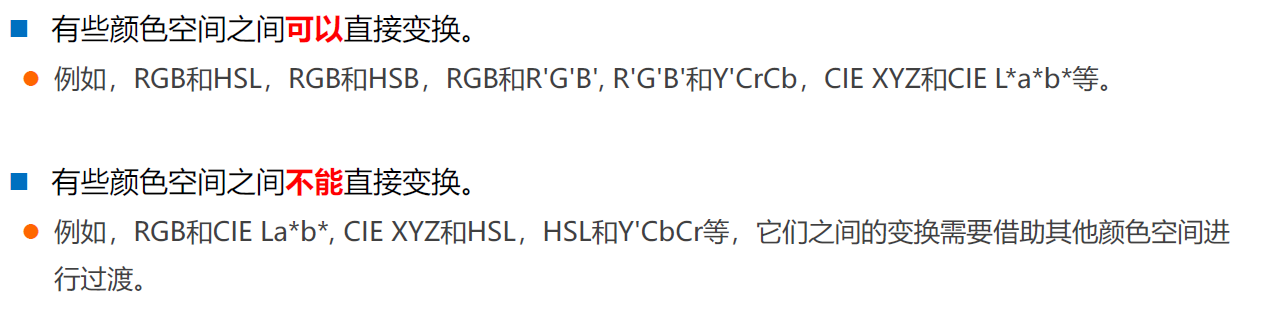 有些颜色空间之间可以直接变换。
例如，RGB和HSL，RGB和HSB，RGB和R'G'B', R'G'B'和Y'CrCb，CIE XYZ和CIE L*a*b*等。
有些颜色空间之间不能直接变换。
例如，RGB和CIE La*b*, CIE XYZ和HSL，HSL和Y'CbCr等，它们之间的变换需要借助其他颜色空间进
行过渡。